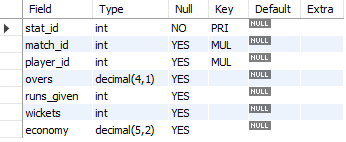 Field Type Null Key Default Extra
stat_id int NO PRI NULL
match_id int YES MUL NULL
player_id int YES MUL NULL
overs decimal(4,1) YES NULL
runs_given int YES NULL
wickets int YES NULL
economy decimal(5,2) YES NULL